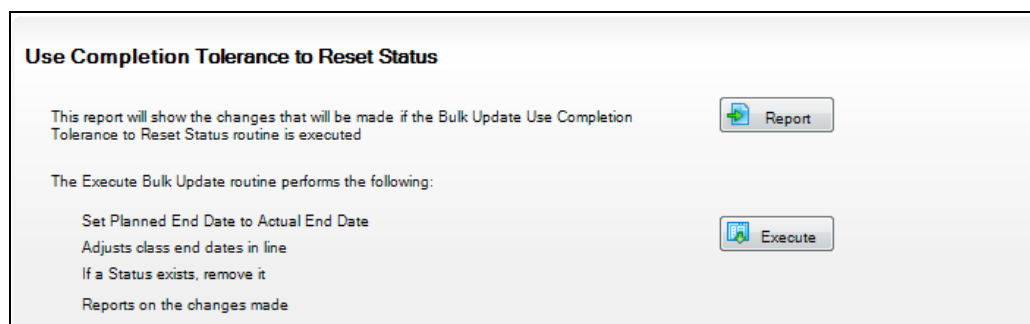 Use Completion Tolerance to Reset Status
This report will show the changes that will be made if the Bulk Update Use Completion
Tolerance to Reset Status routine is executed
Report
The Execute Bulk Update routine performs the following:
Set Planned End Date to Actual End Date
Adjusts class end dates in line
Execute
If a Status exists, remove it
Reports on the changes made